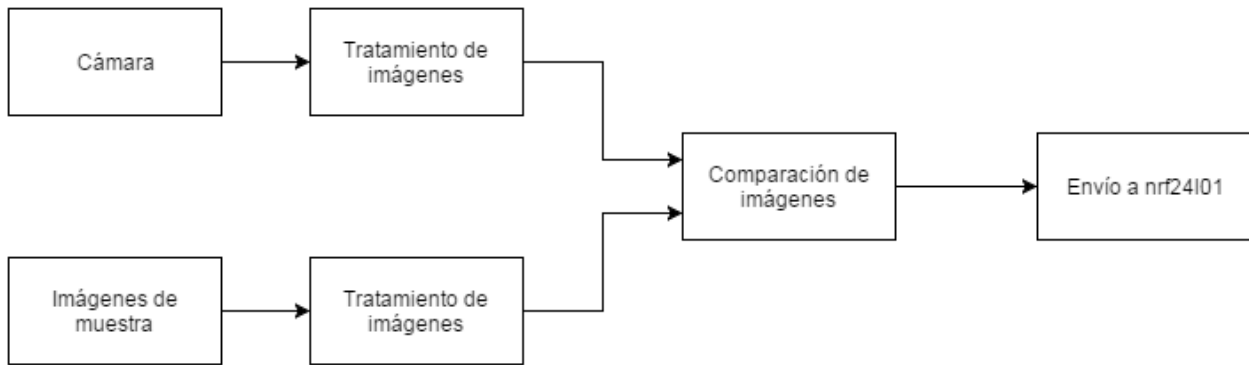 Cámara
Tratamiento de
imágenes
Comparación de
imágenes
Envío a nrf24l01
Imágenes de
muestra
Tratamiento de
imágenes